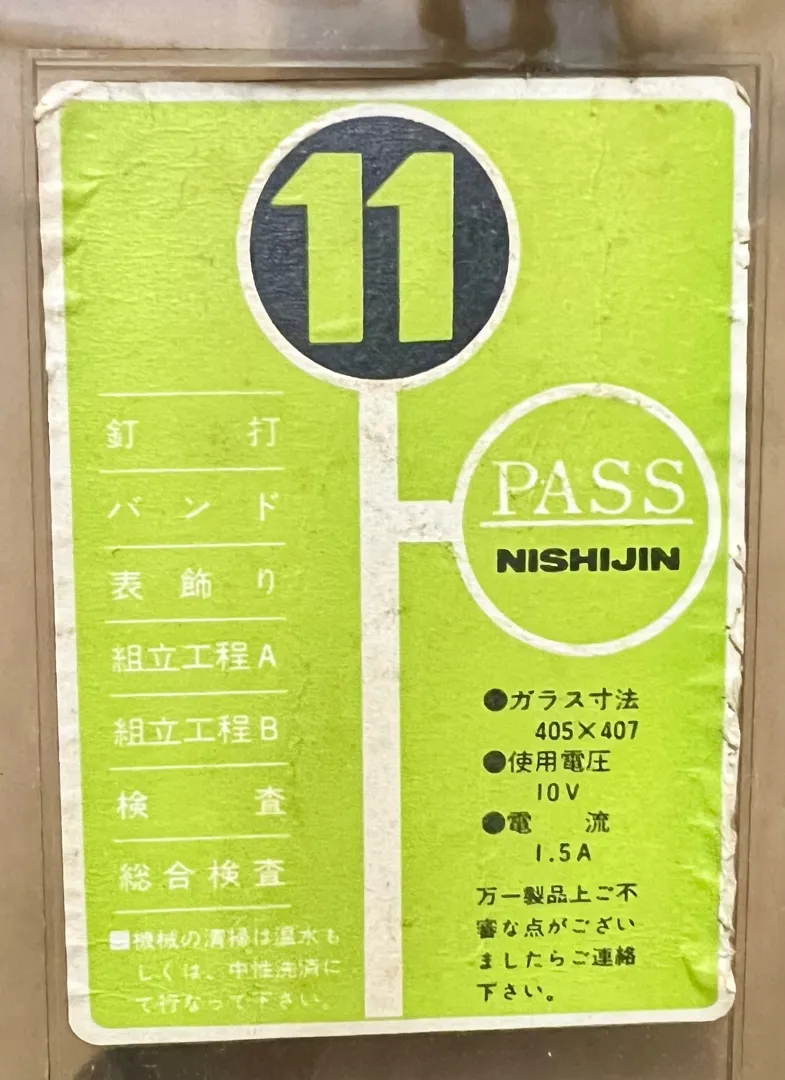 11
釘打
バンド
表飾り
組立工程A
組立工程B
検査
総合検査
■機械の清掃は温水も
しくは、中性洗済に
て行なって下さい。
PASS
NISHIJIN
●ガラス寸法
405×407
●使用電圧
10V
●電流
1.5A
万一製品上ご不
審な点がござい
ましたらご連絡
下さい。